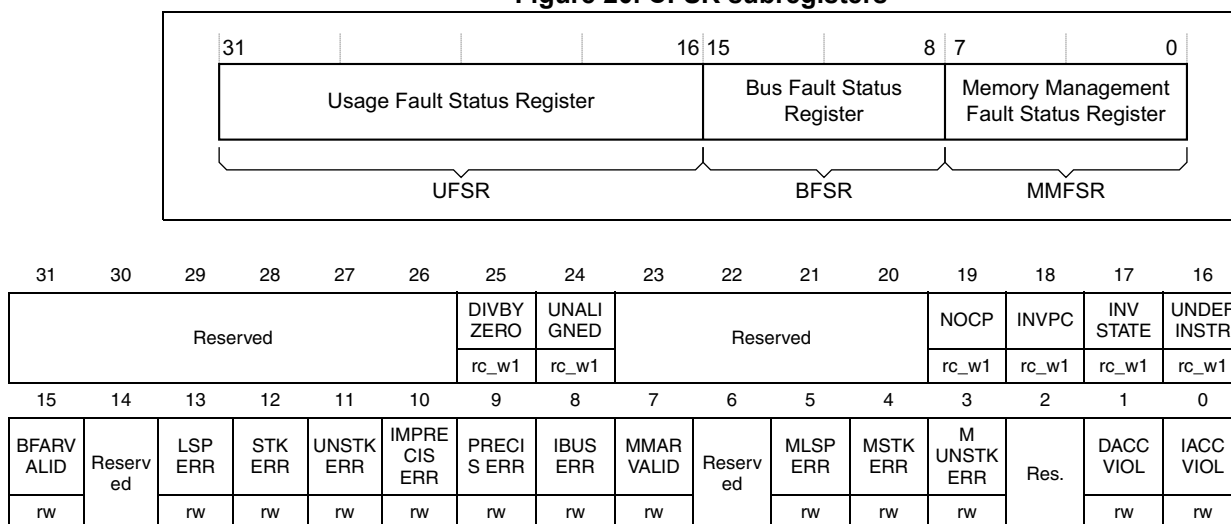 31 16 15 8 7 0
Usage Fault Status Register
Bus Fault Status
Register
Memory Management
Fault Status Register
UFSR BFSR MMFSR
31 30 29 28 27 26 25 24 23 22 21 20 19 18 17 16
Reserved
DIVBY
ZERO
UNALI
GNED
Reserved
NOCP
INVPC
INV
STATE
UNDEF
INSTR
rc_w1 rc_w1 rc_w1 rc_w1 rc_w1 rc_w1
15 14 13 12 11 10 9 8 7 6 5 4 3 2 1 0
BFARV
ALID
Reserv
ed
LSP
ERR
STK
ERR
UNSTK
ERR
IMPRE
CIS
ERR
PRECI
S ERR
IBUS
ERR
MMAR
VALID
Reserv
ed
MLSP
ERR
MSTK
ERR
M
UNSTK
ERR
Res.
DACC
VIOL
IACC
VIOL
rw rw rw rw rw rw rw rw rw rw rw rw rw